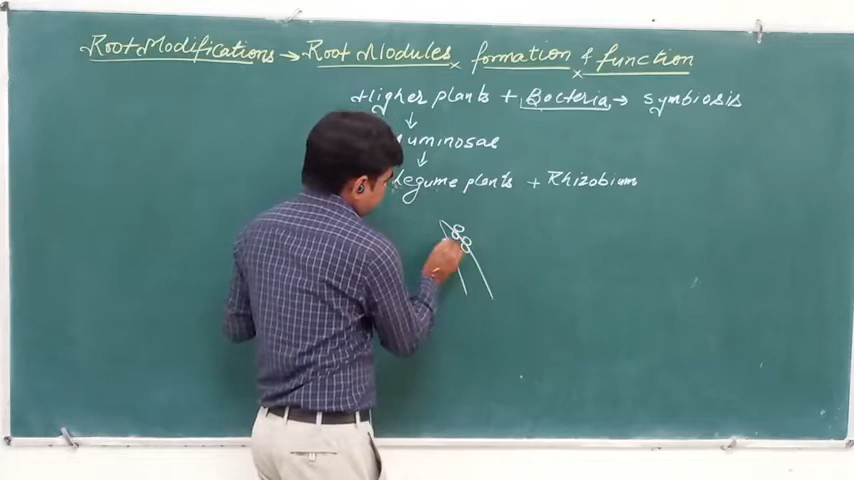 Root Modifications → Root Nodules formation & function
Higher plants + Bacteria → symbiosis
↓
uminosae
↓
Legume plants + Rhizobium